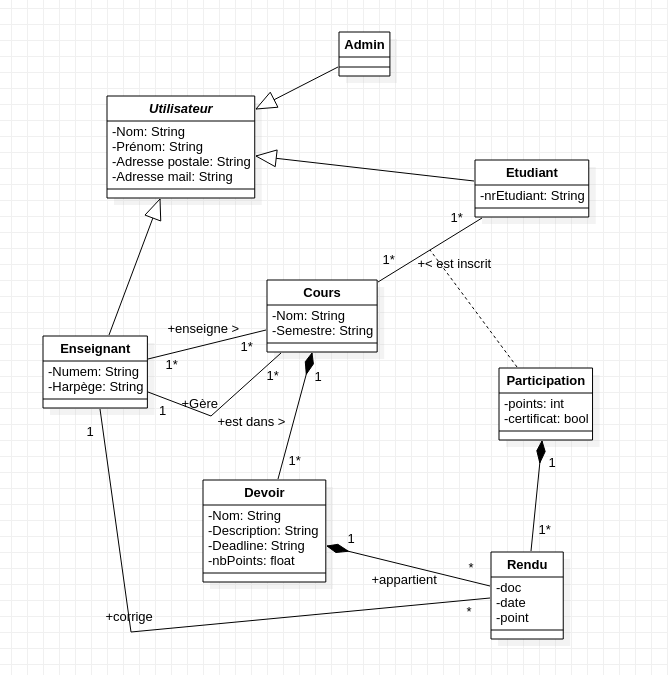 Admin
Utilisateur
-Nom: String
-Prénom: String
-Adresse postale: String
-Adresse mail: String
Etudiant
-nrEtudiant: String
1*
1*
+< est inscrit
Cours
-Nom: String
-Semestre: String
+enseigne >
1*
1*
Enseignant
-Numem: String
-Harpège: String
1*
1
+Gère
+est dans >
1
1
Participation
-points: int
-certificat: bool
1
1*
1*
Devoir
-Nom: String
-Description: String
-Deadline: String
-nbPoints: float
1
+appartient
*
Rendu
-doc
-date
-point
*
+corrige